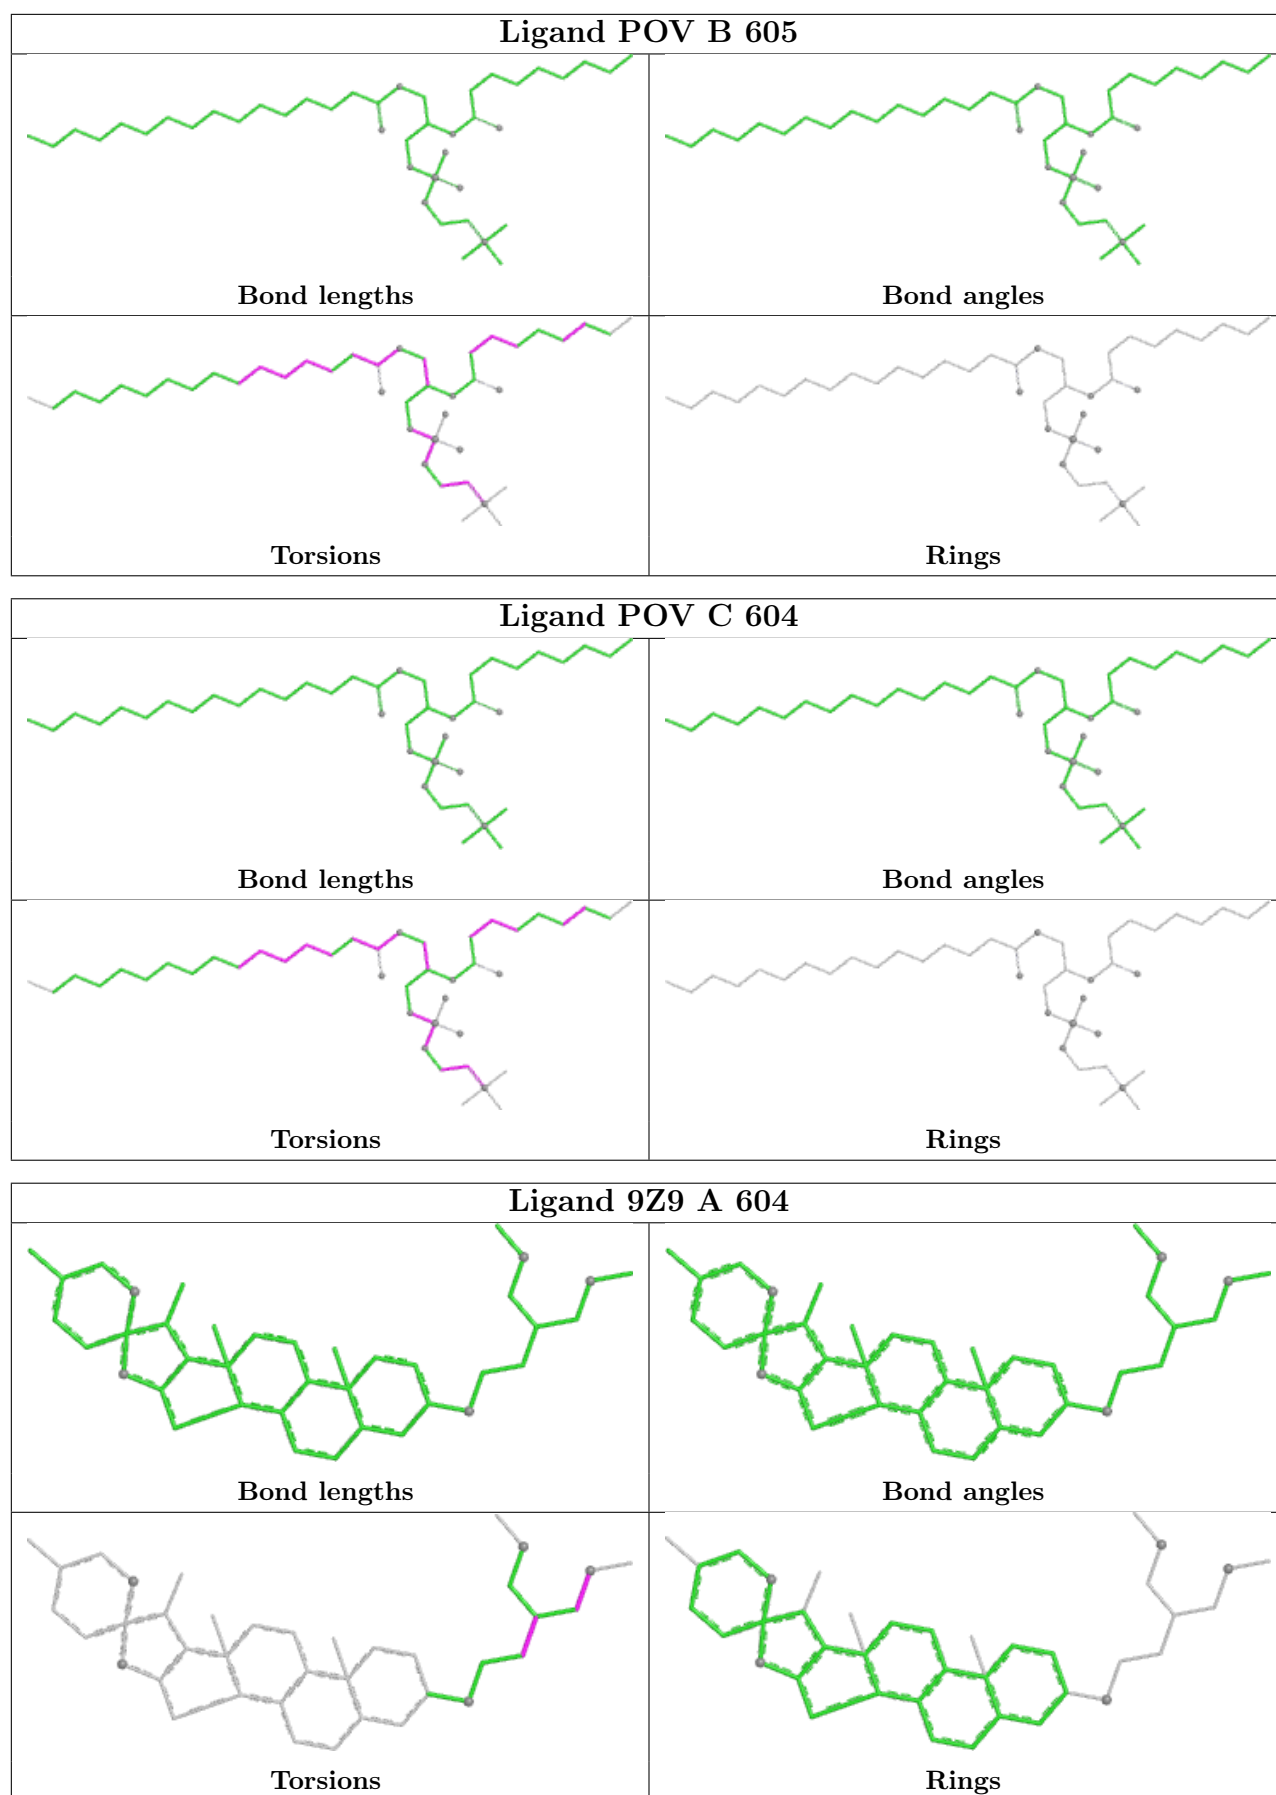 Ligand POV B 605
Bond lengths
Bond angles
Torsions
Rings
Ligand POV C 604
Bond lengths
Bond angles
Torsions
Rings
Ligand 9Z9 A 604
Bond lengths
Bond angles
Torsions
Rings